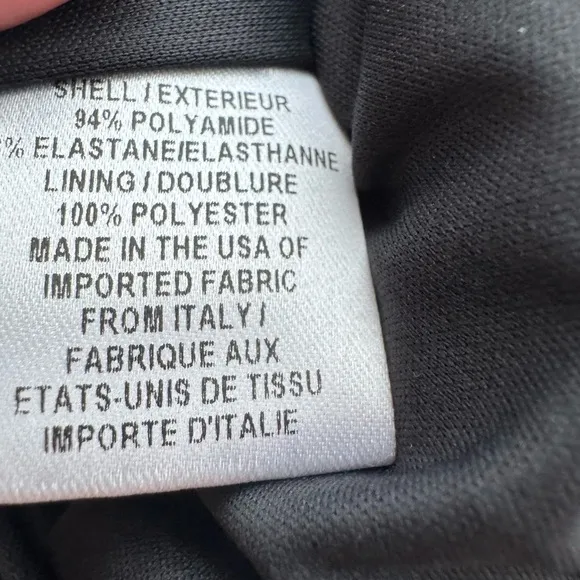 SHELL / EXTERIEUR
94% POLYAMIDE
% ELASTANE/ELASTHANNE
LINING / DOUBLURE
100% POLYESTER
MADE IN THE USA OF
IMPORTED FABRIC
FROM ITALY /
FABRIQUE AUX
ETATS-UNIS DE TISSU
IMPORTE D'ITALIE